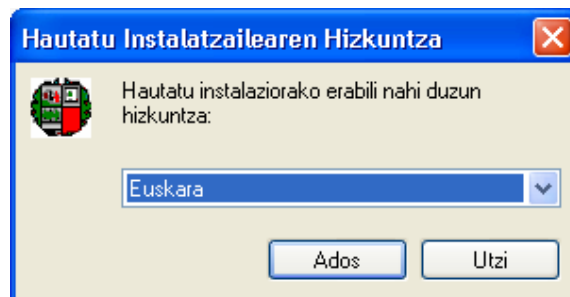 Hautatu Instalatzailearen Hizkuntza
Hautatu instalaziorako erabili nahi duzun
hizkuntza:
Euskara
Ados
Utzi